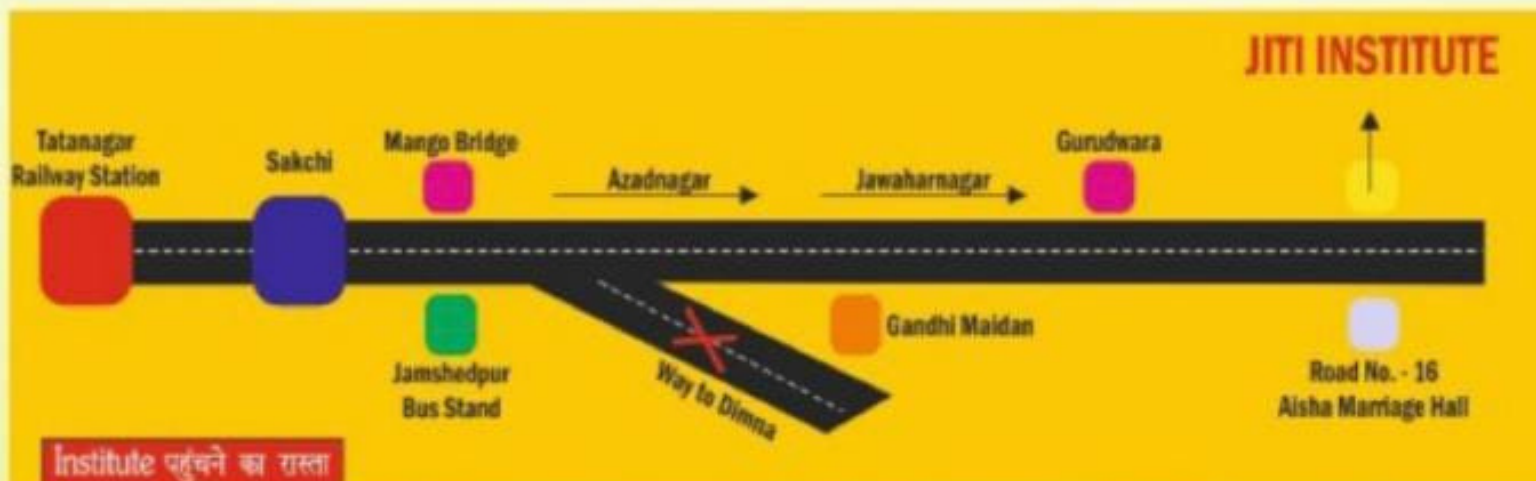 JITI INSTITUTE
Tatanagar
Railway Station
Sakchi
Mango Bridge
Azadnagar
Jawaharnagar
Gurudwara
Jamshedpur
Bus Stand
Way to Dimna
Gandhi Maidan
Road No. - 16
Aisha Marriage Hall
Institute पहुंचने का रास्ता